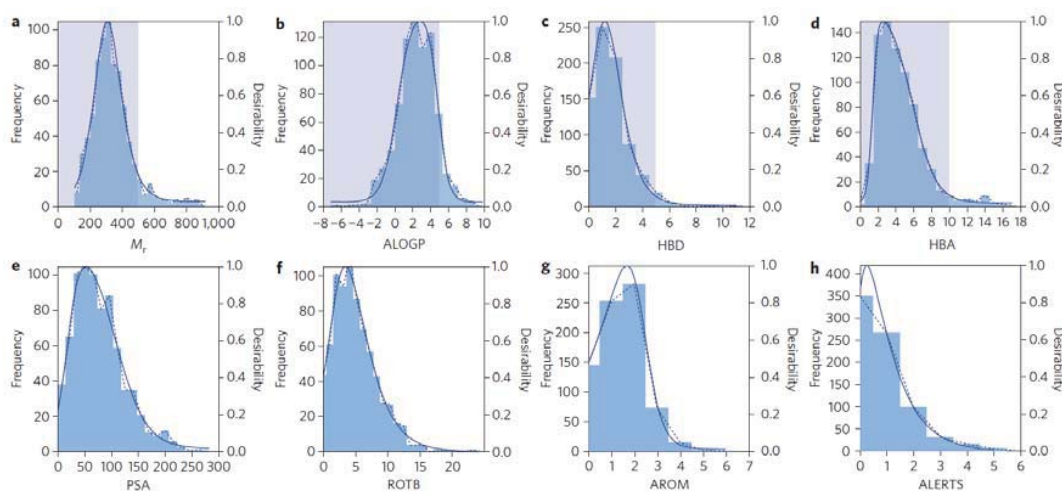 a
b
c
d
100
80
60
40
20
0
Frequency
1.0
0.8
0.6
0.4
0.2
0.0
Desirability
0 200 400 600 800 1,000
Mr
120
100
80
60
40
20
0
Frequency
1.0
0.8
0.6
0.4
0.2
0.0
Desirability
−8 −6 −4 −2 0 2 4 6 8 10
ALOGP
250
200
150
100
50
0
Frequency
1.0
0.8
0.6
0.4
0.2
0.0
Desirability
0 2 4 6 8 10 12
HBD
140
120
100
80
60
40
20
0
Frequency
1.0
0.8
0.6
0.4
0.2
0.0
Desirability
0 2 4 6 8 10 12 14 16 18
HBA
e
f
g
h
100
80
60
40
20
0
Frequency
1.0
0.8
0.6
0.4
0.2
0.0
Desirability
0 50 100 150 200 250 300
PSA
100
80
60
40
20
0
Frequency
1.0
0.8
0.6
0.4
0.2
0.0
Desirability
0 5 10 15 20
ROTB
300
250
200
150
100
50
0
Frequency
1.0
0.8
0.6
0.4
0.2
0.0
Desirability
0 1 2 3 4 5 6 7
AROM
400
350
300
250
200
150
100
50
0
Frequency
1.0
0.8
0.6
0.4
0.2
0.0
Desirability
0 1 2 3 4 5 6
ALERTS